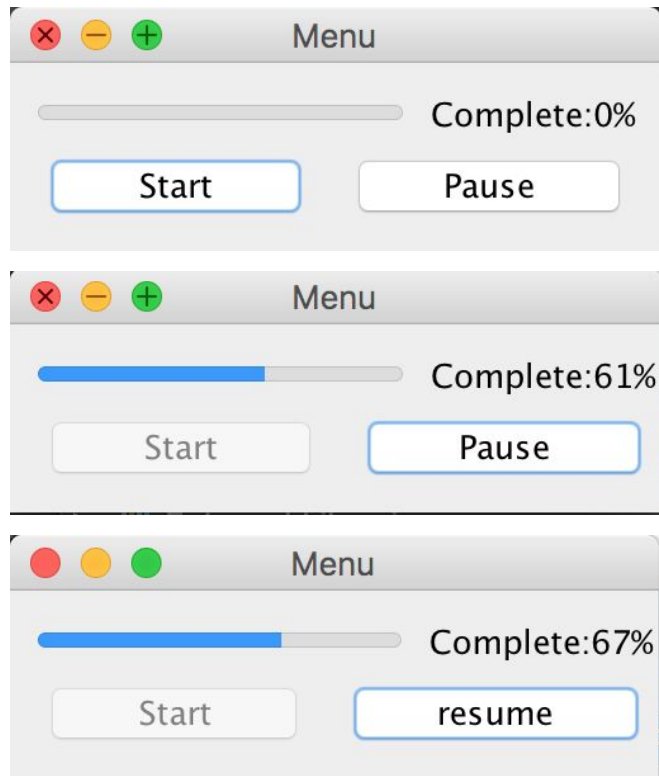 Menu
Complete:0%
Start Pause
Menu
Complete:61%
Start Pause
Menu
Complete:67%
Start resume